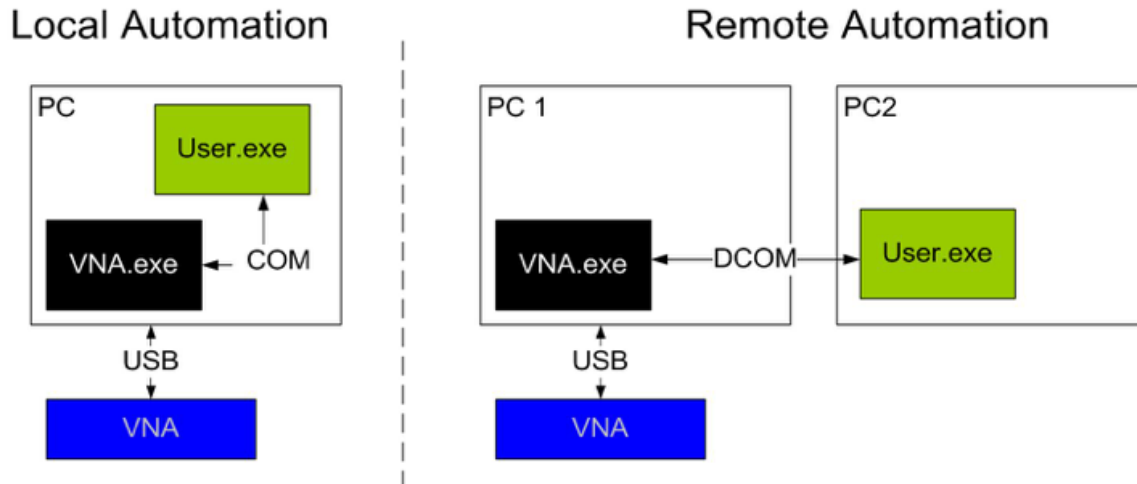 Local Automation
PC
User.exe
VNA.exe
COM
USB
VNA
Remote Automation
PC 1
VNA.exe
DCOM
PC2
User.exe
USB
VNA